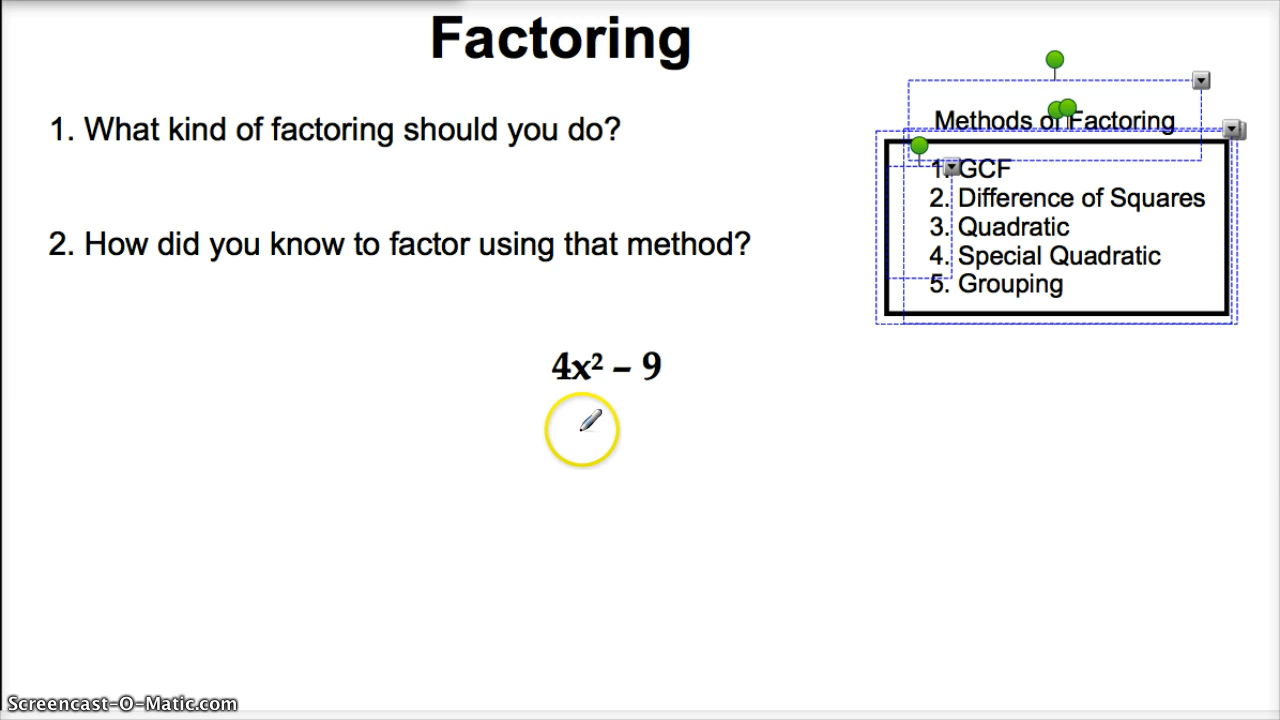 Factoring
1. What kind of factoring should you do?
2. How did you know to factor using that method?
Methods of Factoring
1. GCF
2. Difference of Squares
3. Quadratic
4. Special Quadratic
5. Grouping
4x² – 9
Screencast-O-Matic.com